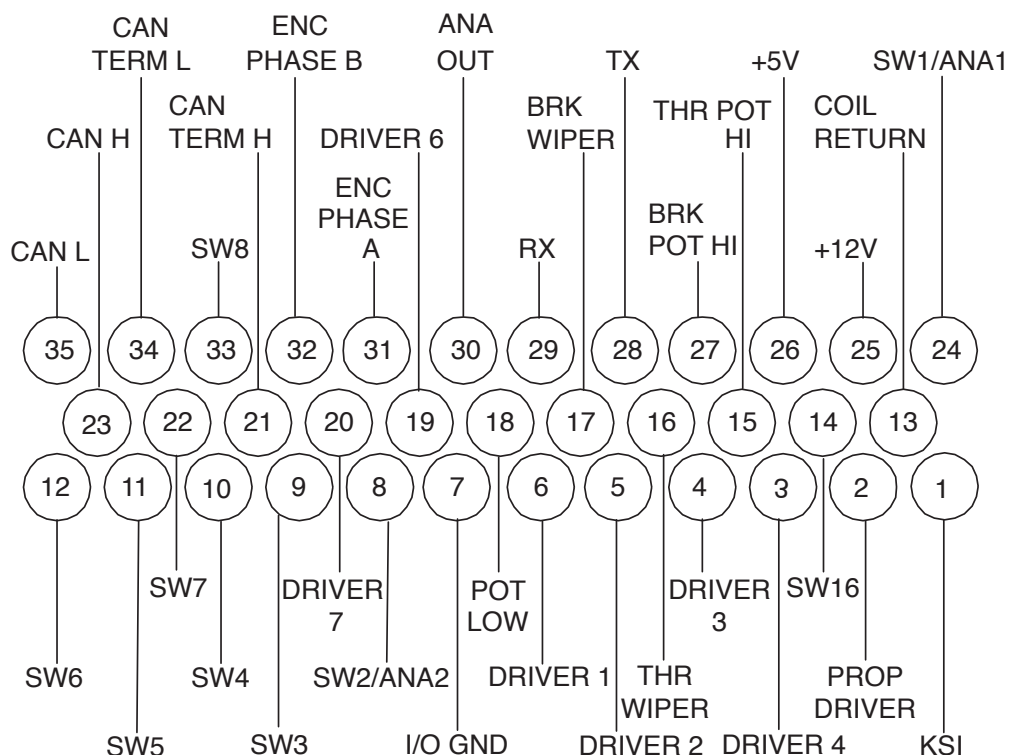 CAN
TERM L
ENC
PHASE B
ANA
OUT
TX
+5V
SW1/ANA1
CAN H
CAN
TERM H
DRIVER 6
BRK
WIPER
THR POT
HI
COIL
RETURN
CAN L
SW8
ENC
PHASE
A
RX
BRK
POT HI
+12V
35 34 33 32 31 30 29 28 27 26 25 24
23 22 21 20 19 18 17 16 15 14 13
12 11 10 9 8 7 6 5 4 3 2 1
SW7
DRIVER
7
POT
LOW
DRIVER
3
SW16
SW6
SW4
SW2/ANA2
DRIVER 1
THR
WIPER
PROP
DRIVER
SW5
SW3
I/O GND
DRIVER 2
DRIVER 4
KSI